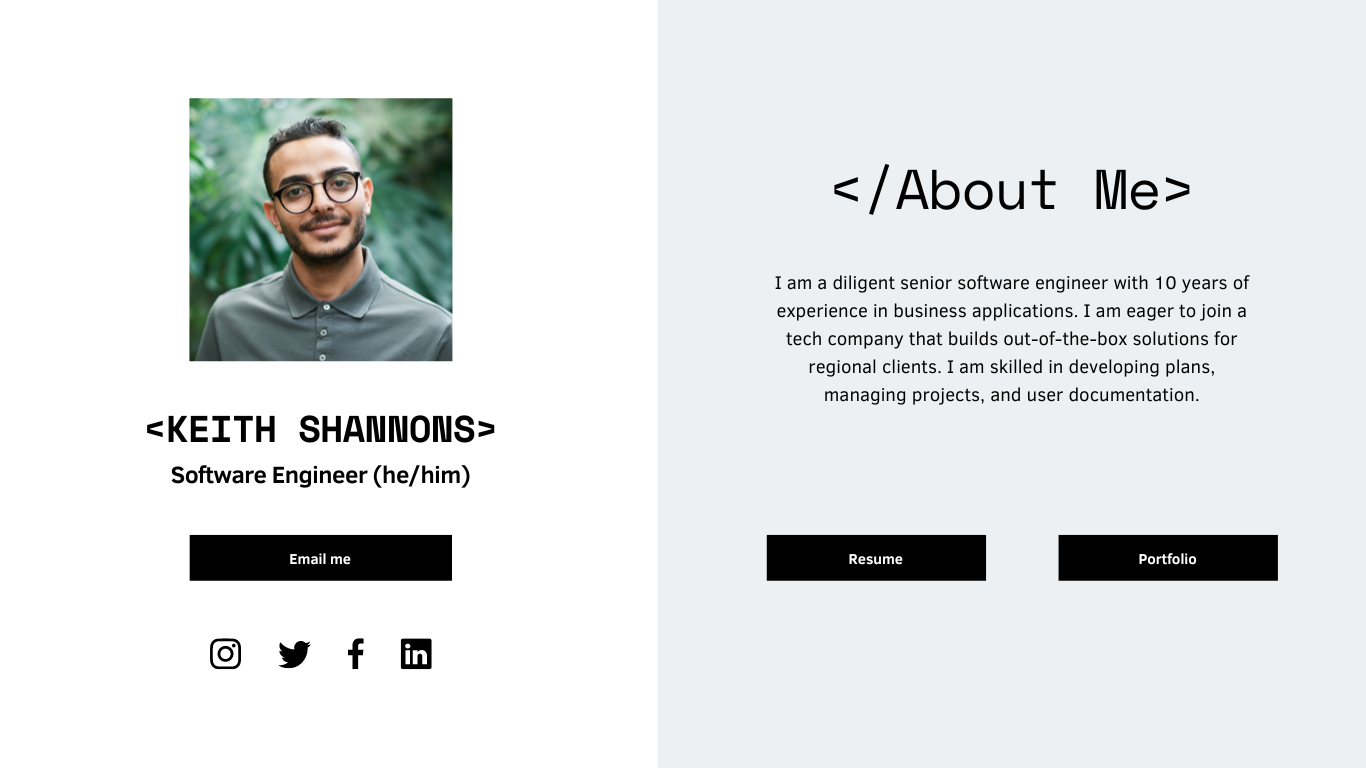 <KEITH SHANNONS>
Software Engineer (he/him)
Email me
</About Me>
I am a diligent senior software engineer with 10 years of
experience in business applications. I am eager to join a
tech company that builds out-of-the-box solutions for
regional clients. I am skilled in developing plans,
managing projects, and user documentation.
Resume
Portfolio